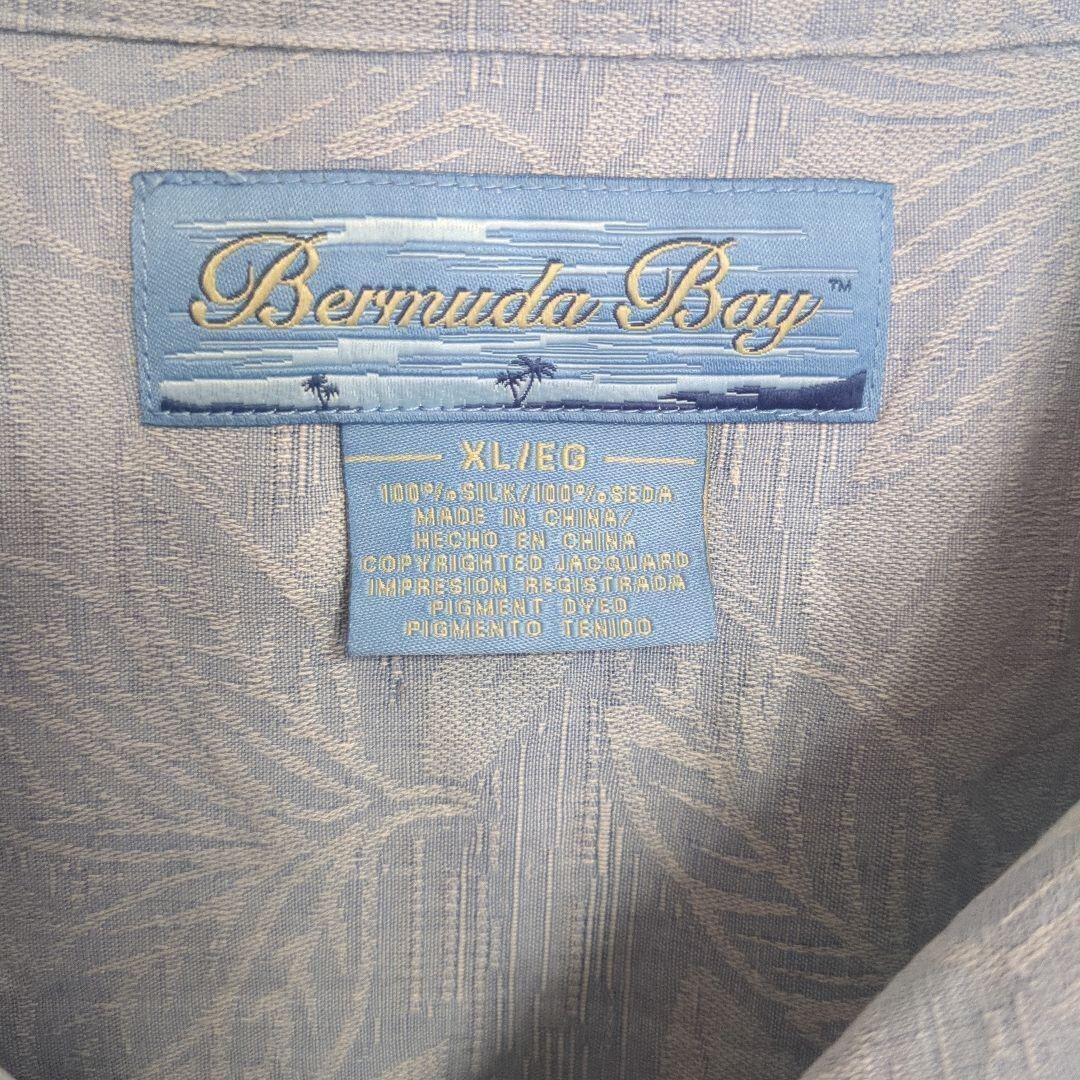 Bermuda Bay™
XL/EG
100%SILK/100%SEDA
MADE IN CHINA/
HECHO EN CHINA
COPYRIGHTED JACQUARD
IMPRESION REGISTRADA
PIGMENT DYED
PIGMENTO TENIDO